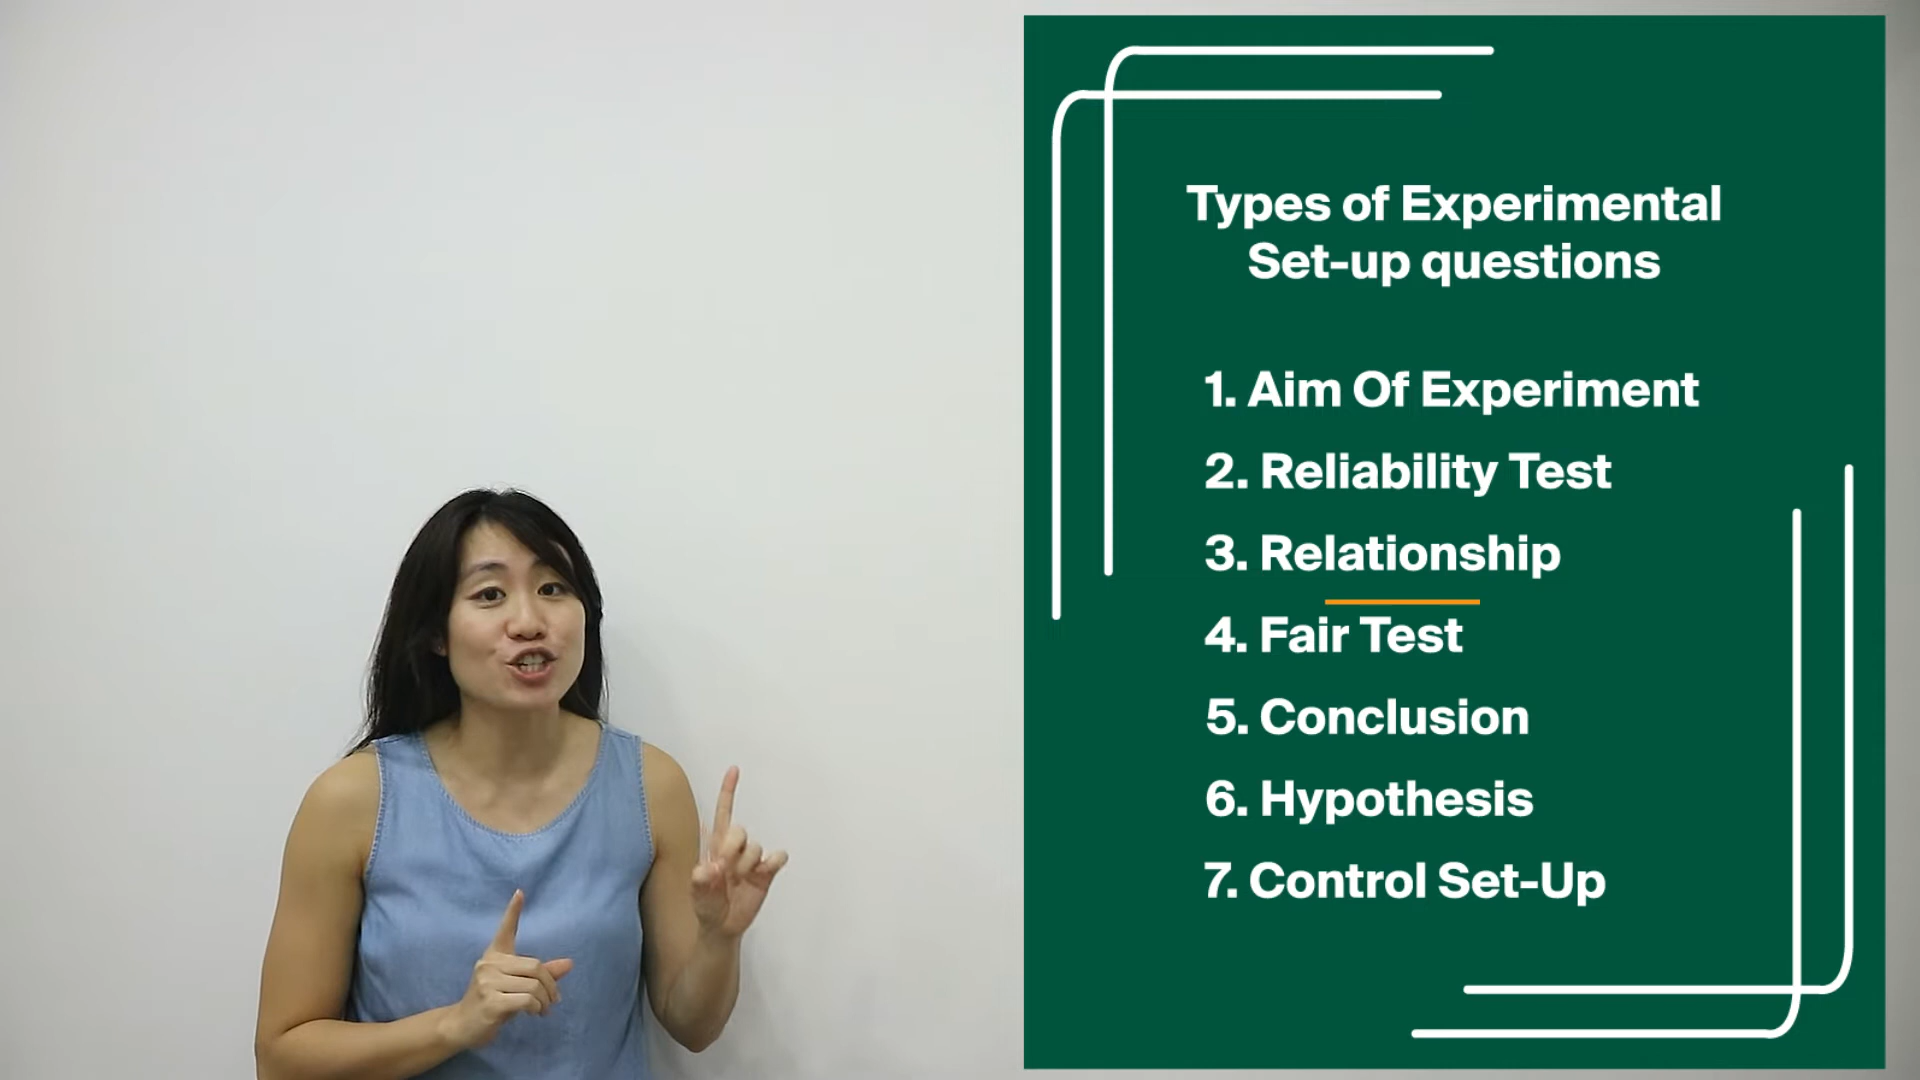 Types of Experimental
Set-up questions
1. Aim Of Experiment
2. Reliability Test
3. Relationship
4. Fair Test
5. Conclusion
6. Hypothesis
7. Control Set-Up